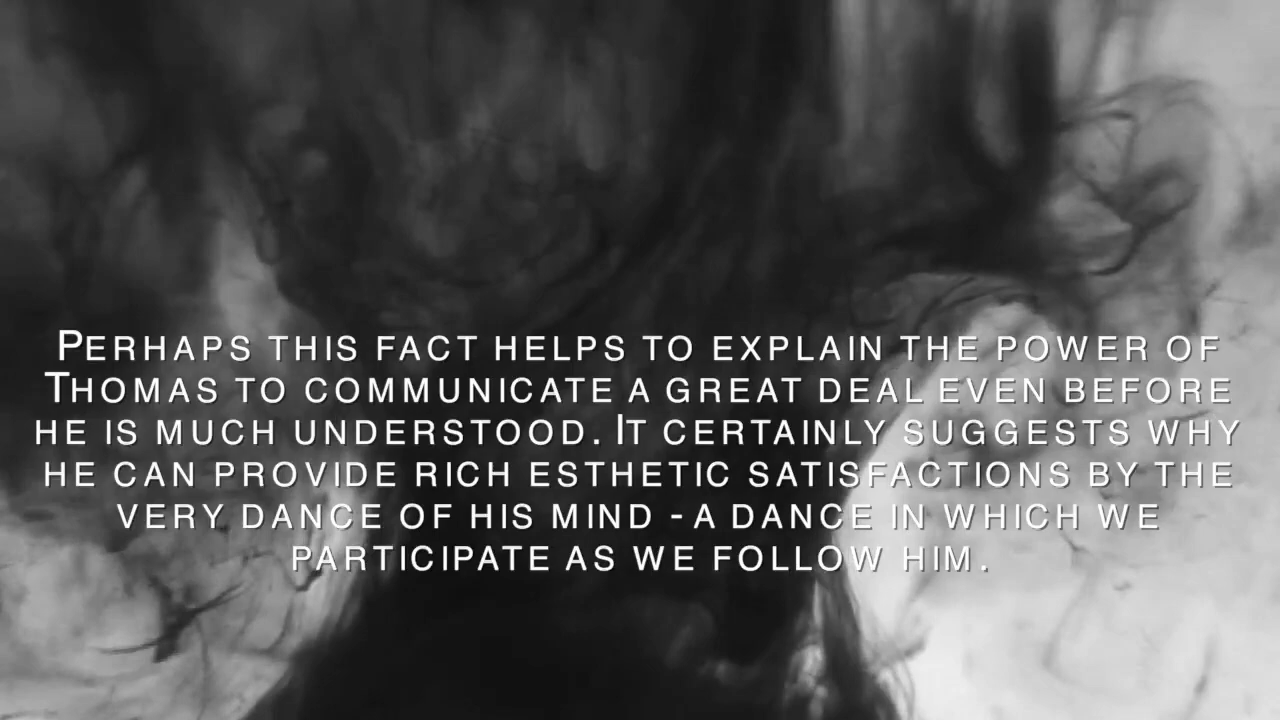 Perhaps this fact helps to explain the power of
Thomas to communicate a great deal even before
he is much understood. It certainly suggests why
he can provide rich esthetic satisfactions by the
very dance of his mind - a dance in which we
participate as we follow him.